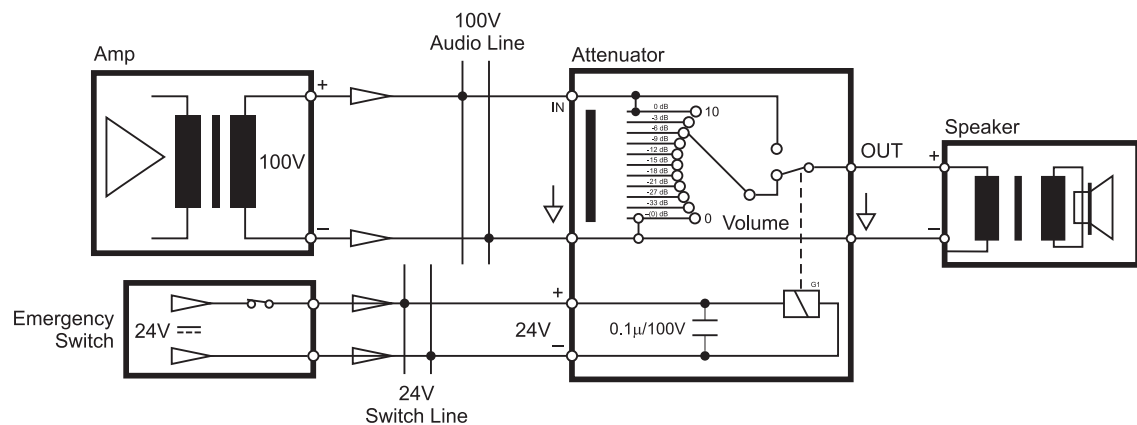 100V
Audio Line
Amp
Attenuator
+
IN
0 dB
10
-3 dB
-6 dB
-9 dB
-12 dB
-15 dB
-18 dB
-21 dB
-27 dB
-33 dB
-(0) dB
0
Volume
OUT
Speaker
+
100V
−
−
Emergency
Switch
24V
+
24V
−
0.1µ/100V
G1
24V
Switch Line